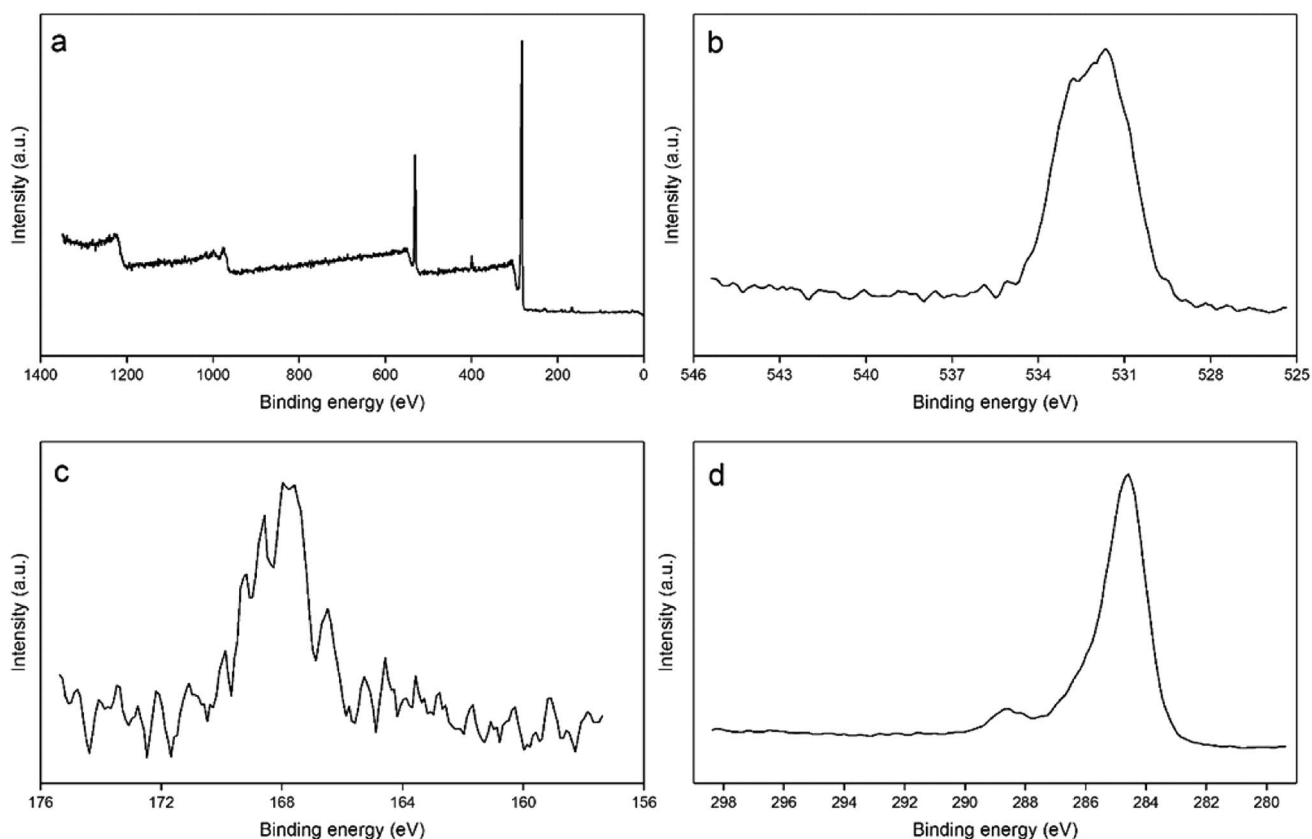 a
Intensity (a.u.)
1400 1200 1000 800 600 400 200 0
Binding energy (eV)
b
Intensity (a.u.)
546 543 540 537 534 531 528 525
Binding energy (eV)
c
Intensity (a.u.)
176 172 168 164 160 156
Binding energy (eV)
d
Intensity (a.u.)
298 296 294 292 290 288 286 284 282 280
Binding energy (eV)